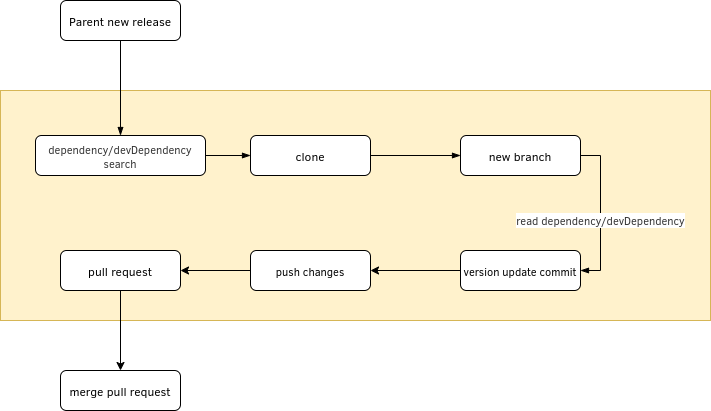 Parent new release
dependency/devDependency
search
clone
new branch
read dependency/devDependency
pull request
push changes
version update commit
merge pull request